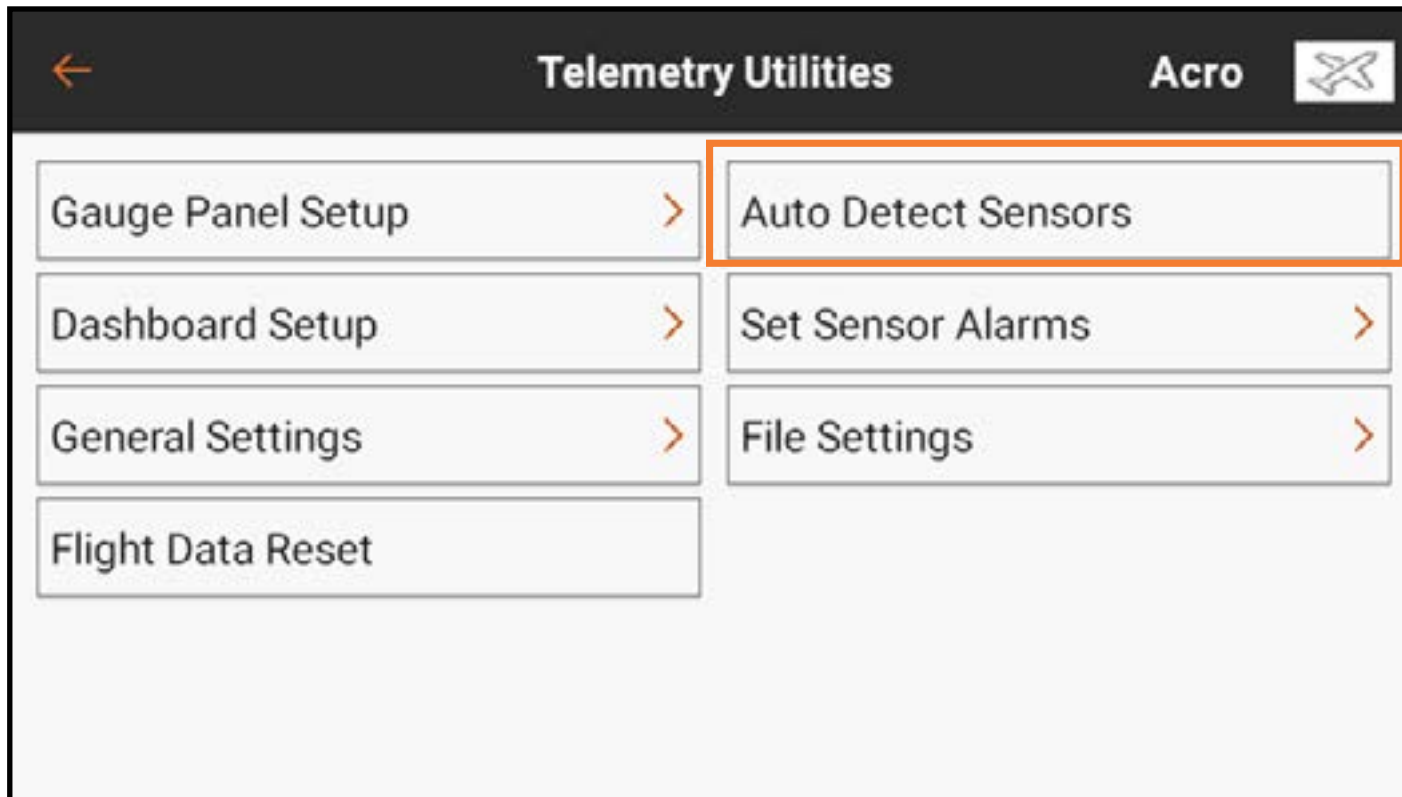 Telemetry Utilities Acro
Gauge Panel Setup
Auto Detect Sensors
Dashboard Setup
Set Sensor Alarms
General Settings
File Settings
Flight Data Reset